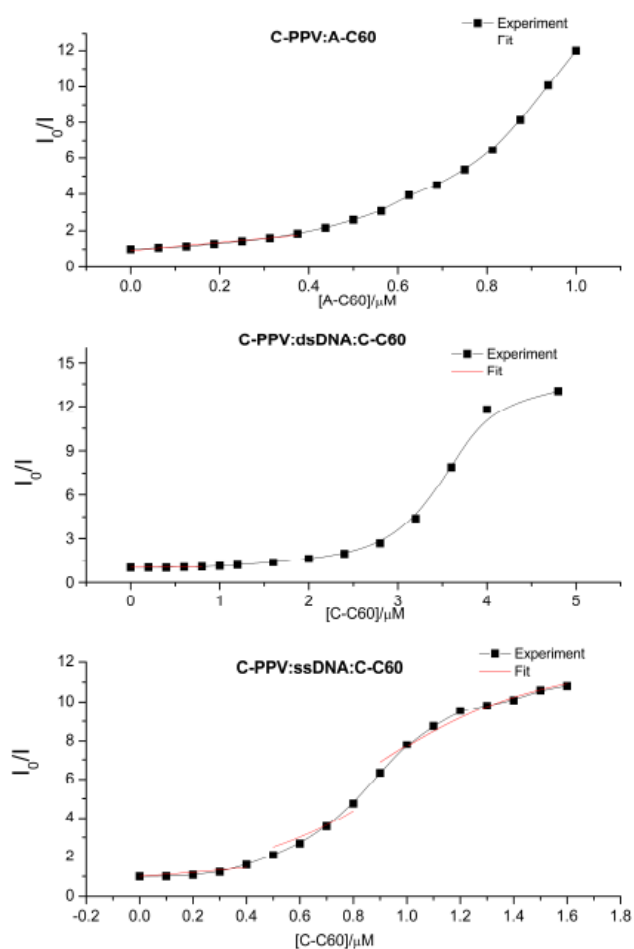 C-PPV:A-C60
Experiment
Fit
12
10
8
6
4
2
0
I0/I
0.0 0.2 0.4 0.6 0.8 1.0
[A-C60]/μM
C-PPV:dsDNA:C-C60
Experiment
Fit
15
12
9
6
3
0
I0/I
0 1 2 3 4 5
[C-C60]/μM
C-PPV:ssDNA:C-C60
Experiment
Fit
12
10
8
6
4
2
0
I0/I
-0.2 0.0 0.2 0.4 0.6 0.8 1.0 1.2 1.4 1.6 1.8
[C-C60]/μM